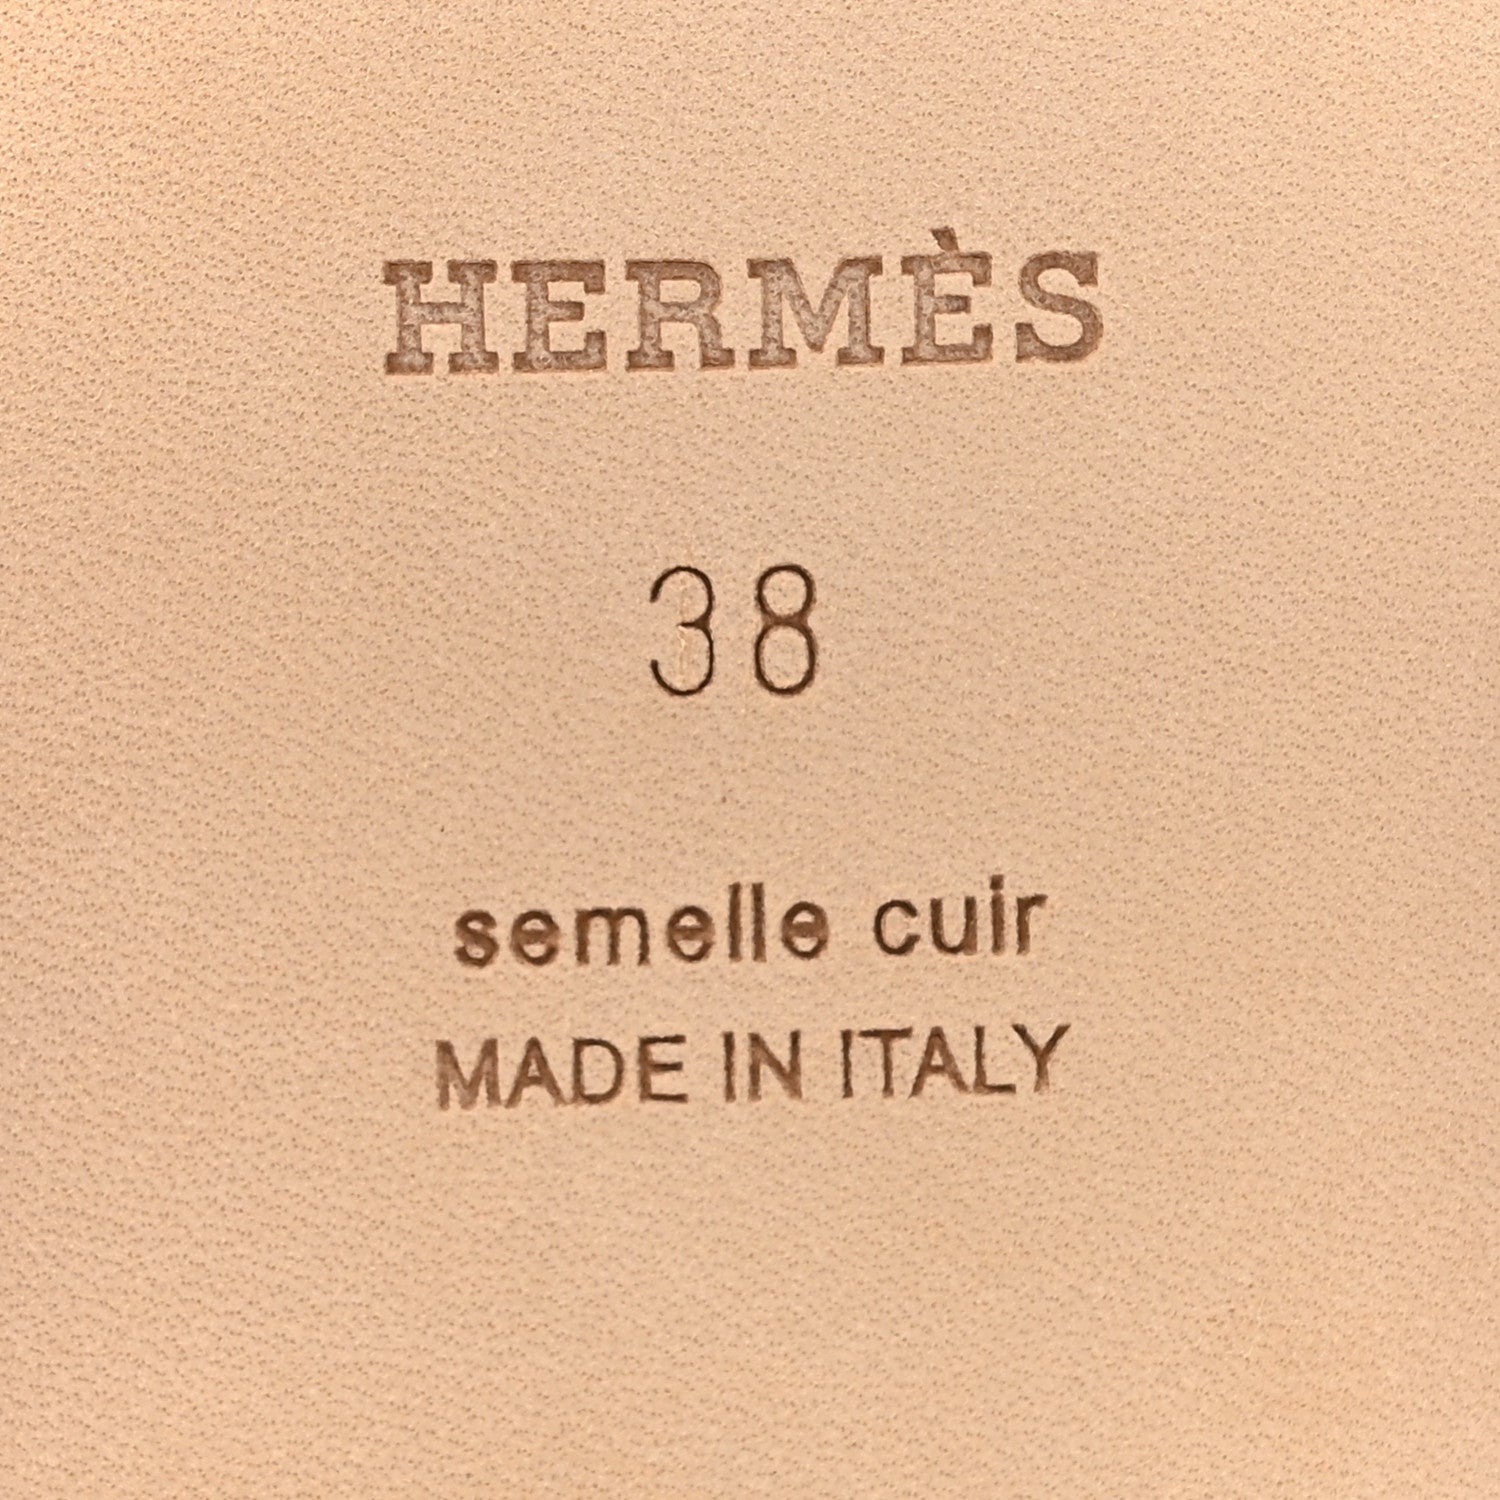 HERMÈS
38
semelle cuir
MADE IN ITALY